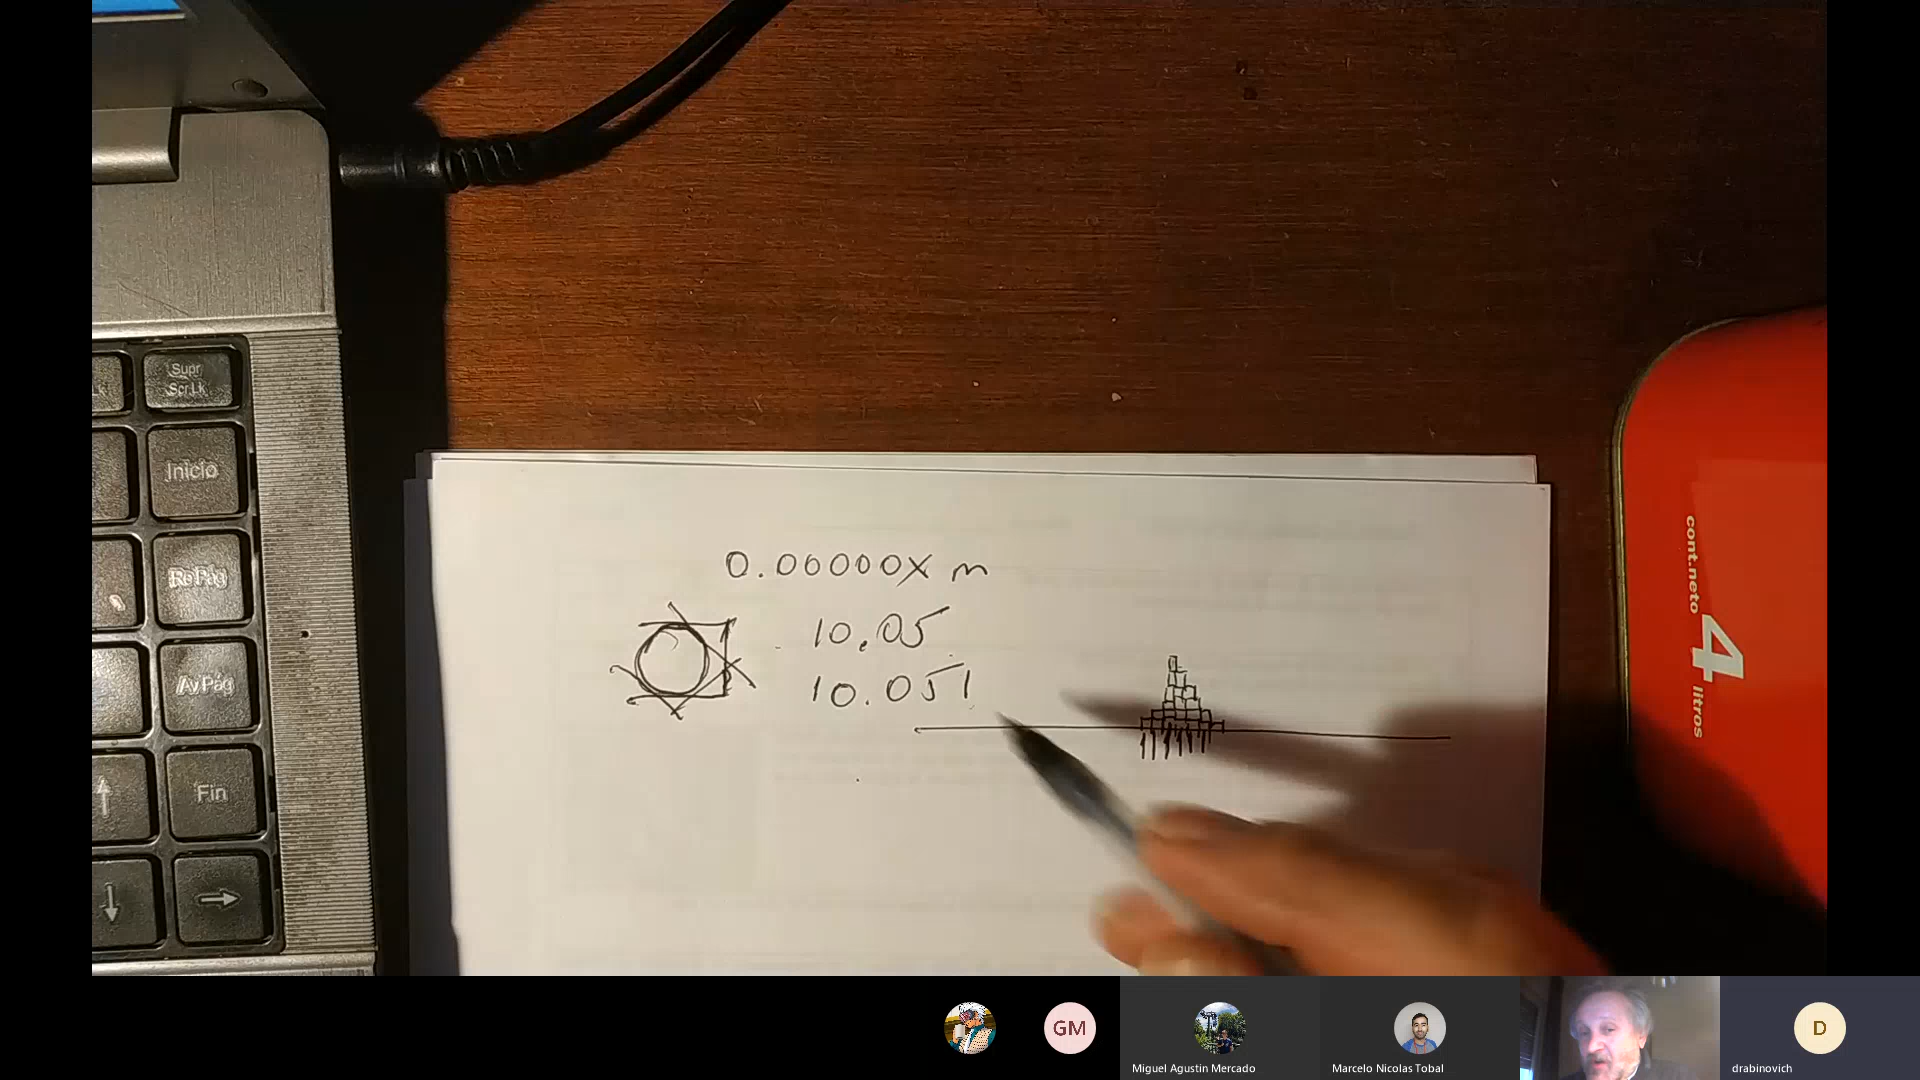 Supr
Scr Lk
Inicio
RePág
AvPág
Fin
0.00000X m
10.05
10.051
cont.neto
4
litros
GM
Miguel Agustin Mercado
Marcelo Nicolas Tobal
D
drabinovich